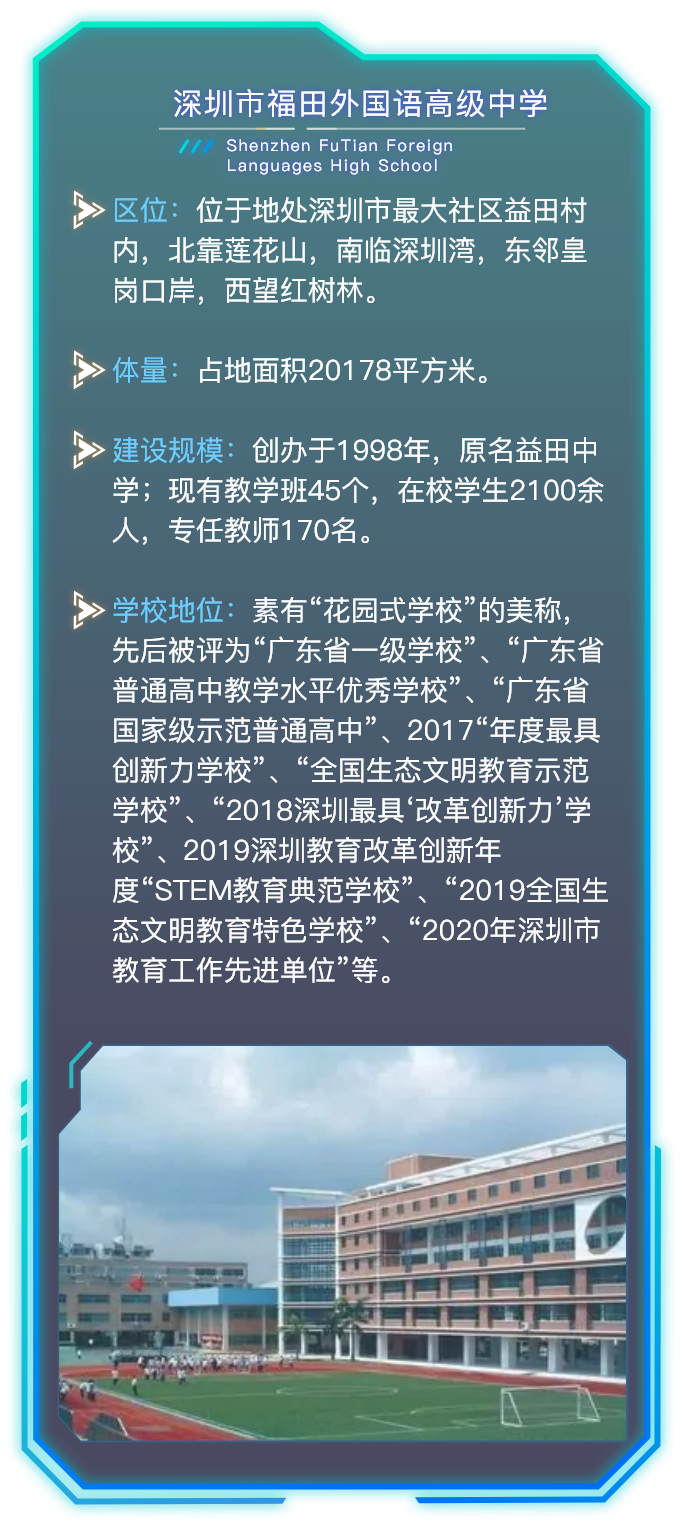 深圳市福田外国语高级中学
Shenzhen FuTian Foreign
Languages High School
区位：位于地处深圳市最大社区益田村
内，北靠莲花山，南临深圳湾，东邻皇
岗口岸，西望红树林。
体量：占地面积20178平方米。
建设规模：创办于1998年，原名益田中
学；现有教学班45个，在校学生2100余
人，专任教师170名。
学校地位：素有“花园式学校”的美称，
先后被评为“广东省一级学校”、“广东省
普通高中教学水平优秀学校”、“广东省
国家级示范普通高中”、2017“年度最具
创新力学校”、“全国生态文明教育示范
学校”、“2018深圳最具‘改革创新力’学
校”、2019深圳教育改革创新年
度“STEM教育典范学校”、“2019全国生
态文明教育特色学校”、“2020年深圳市
教育工作先进单位”等。